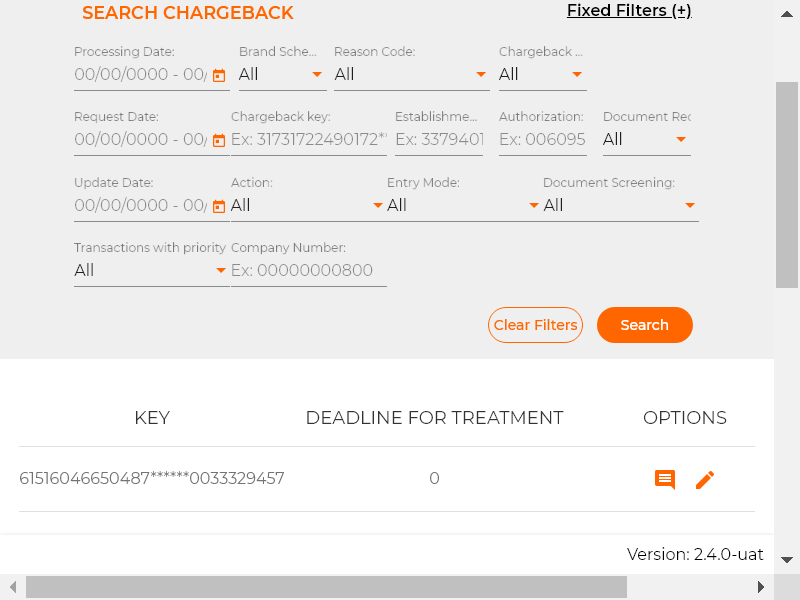 SEARCH CHARGEBACK
Fixed Filters (+)
Processing Date:
Brand Sche...
Reason Code:
Chargeback ...
00/00/0000 - 00/
All
All
All
Request Date:
Chargeback key:
Establishme...
Authorization:
Document Rec
00/00/0000 - 00/
Ex: 31731722490172*
Ex: 3379401
Ex: 006095
All
Update Date:
Action:
Entry Mode:
Document Screening:
00/00/0000 - 00/
All
All
All
Transactions with priority
Company Number:
All
Ex: 00000000800
Clear Filters
Search
KEY
DEADLINE FOR TREATMENT
OPTIONS
61516046650487******0033329457
0
Version: 2.4.0-uat